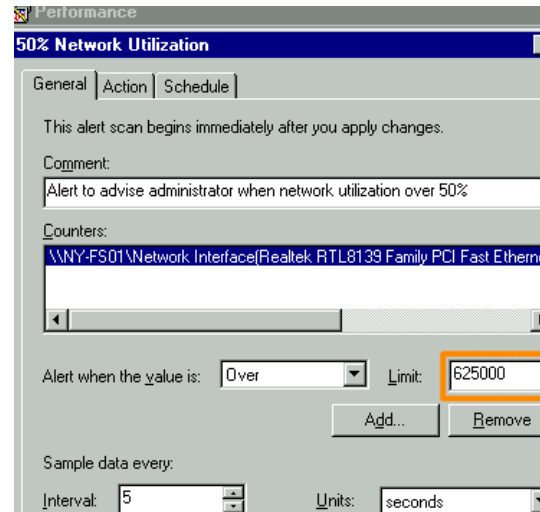 Performance
50% Network Utilization
General Action Schedule
This alert scan begins immediately after you apply changes.
Comment:
Alert to advise administrator when network utilization over 50%
Counters:
\\NY-FS01\Network Interface(Realtek RTL8139 Family PCI Fast Etherne
Alert when the value is: Over Limit: 625000
Add... Remove
Sample data every:
Interval: 5 Units: seconds